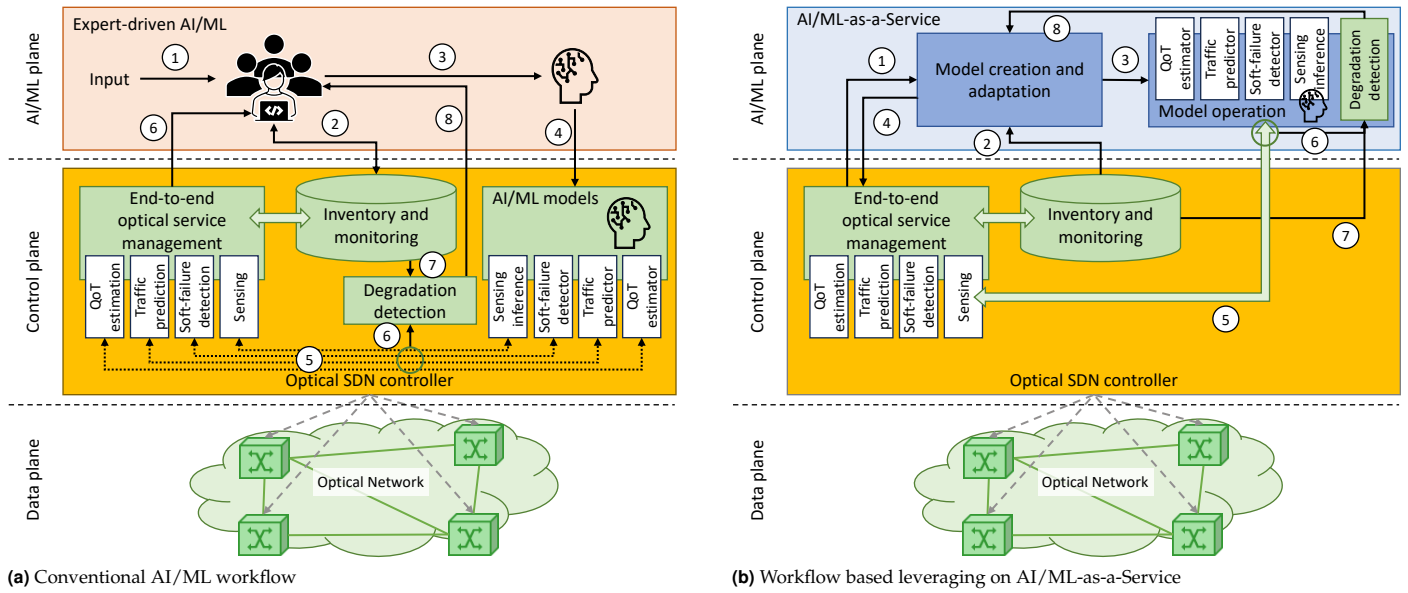 AI/ML plane
Expert-driven AI/ML
Input
1
3
6
2
8
4
</>
Control plane
End-to-end
optical service
management
Inventory and
monitoring
AI/ML models
QoT
estimation
Traffic
prediction
Soft-failure
detection
Sensing
7
Degradation
detection
6
Sensing
inference
Soft-failure
detector
Traffic
predictor
QoT
estimator
5
Optical SDN controller
Data plane
Optical Network
(a) Conventional AI/ML workflow
AI/ML plane
AI/ML-as-a-Service
8
1
Model creation and
adaptation
3
QoT
estimator
Traffic
predictor
Soft-failure
detector
Sensing
inference
Degradation
detection
Model operation
4
2
5
6
Control plane
End-to-end
optical service
management
Inventory and
monitoring
7
QoT
estimation
Traffic
prediction
Soft-failure
detection
Sensing
5
Optical SDN controller
Data plane
Optical Network
(b) Workflow based leveraging on AI/ML-as-a-Service